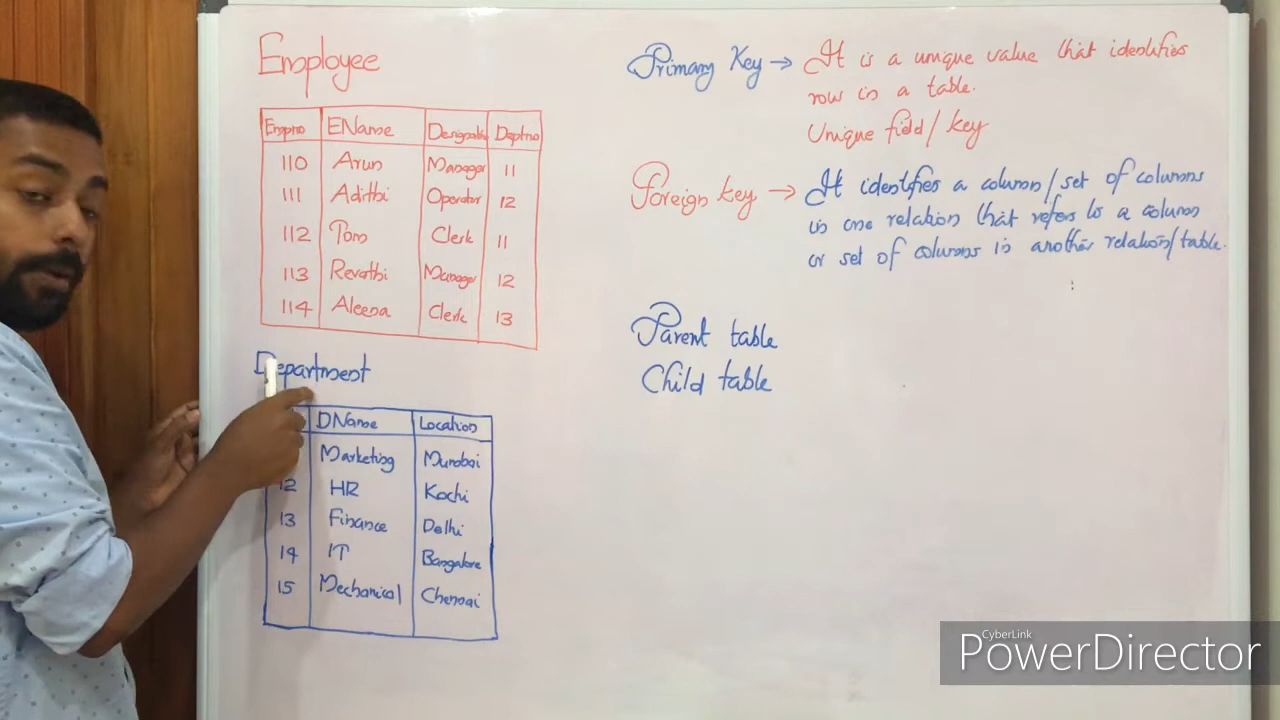 Employee
Empno EName Designation Deptno
110 Arun Manager 11
111 Adithi Operator 12
112 Tom Clerk 11
113 Revathi Manager 12
114 Aleena Clerk 13
Department
DName Location
Marketing Mumbai
12 HR Kochi
13 Finance Delhi
14 IT Bangalore
15 Mechanical Chennai
Primary Key → It is a unique value that identifies
row in a table.
Unique field/key
Foreign key → It identifies a column/set of columns
in one relation that refers to a column
or set of columns in another relation/table.
Parent table
Child table
CyberLink
PowerDirector